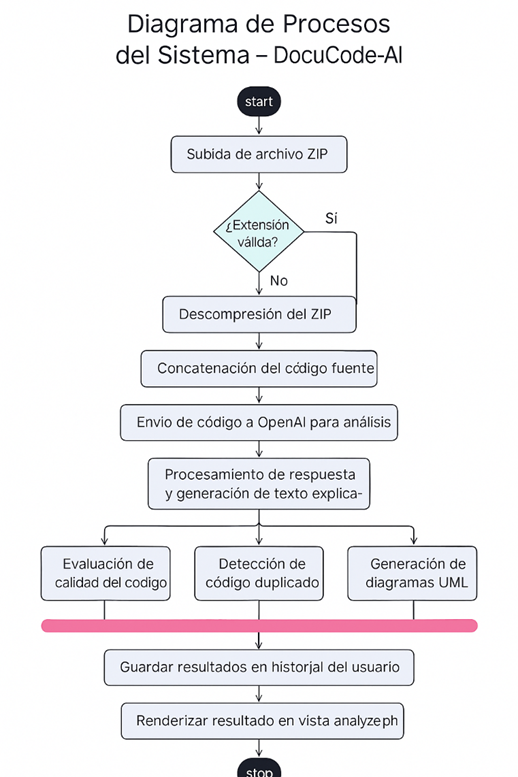 Diagrama de Procesos
del Sistema – DocuCode-AI
start
Subida de archivo ZIP
¿Extensión
vállda?
Sí
No
Descompresión del ZIP
Concatenación del código fuente
Envio de código a OpenAI para análisis
Procesamiento de respuesta
y generación de texto explica-
Evaluación de
calidad del codigo
Detección de
código duplicado
Generación de
diagramas UML
Guardar resultados en historjal del usuario
Renderizar resultado en vista analyzeph
stop